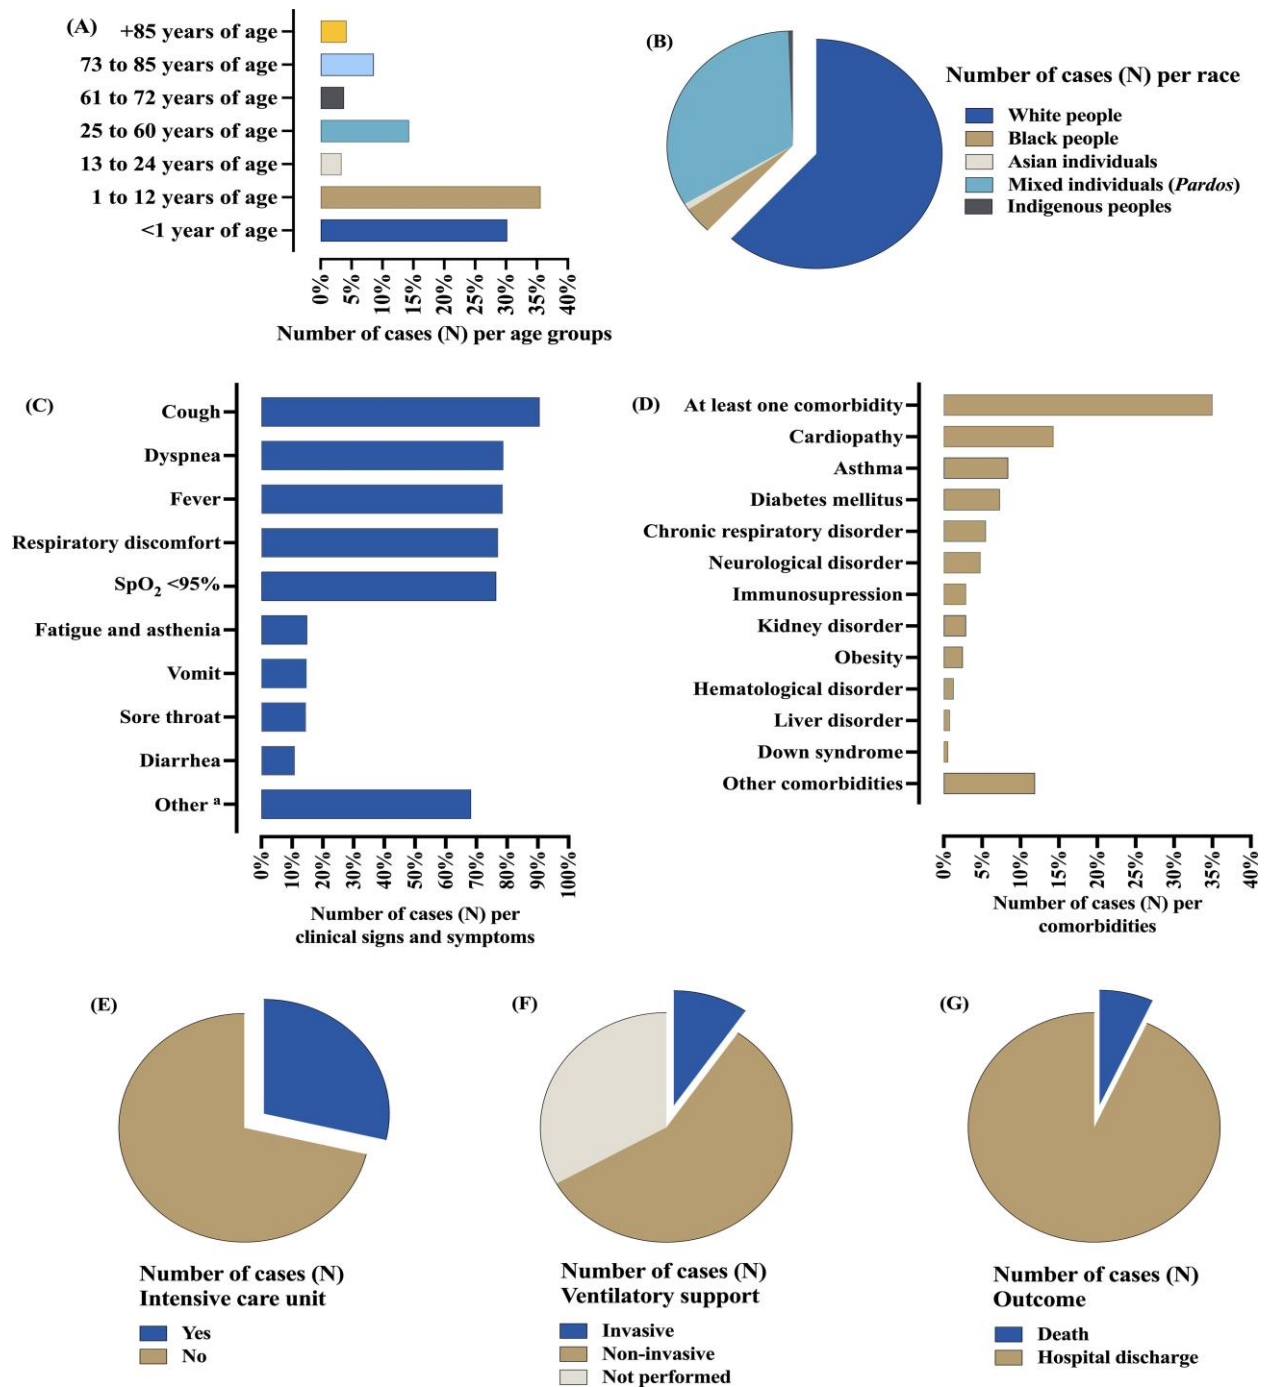 (A)
+85 years of age
73 to 85 years of age
61 to 72 years of age
25 to 60 years of age
13 to 24 years of age
1 to 12 years of age
<1 year of age
0%
5%
10%
15%
20%
25%
30%
35%
40%
Number of cases (N) per age groups
(B)
Number of cases (N) per race
White people
Black people
Asian individuals
Mixed individuals (Pardos)
Indigenous peoples
(C)
Cough
Dyspnea
Fever
Respiratory discomfort
SpO₂ <95%
Fatigue and asthenia
Vomit
Sore throat
Diarrhea
Other ª
0%
10%
20%
30%
40%
50%
60%
70%
80%
90%
100%
Number of cases (N) per
clinical signs and symptoms
(D)
At least one comorbidity
Cardiopathy
Asthma
Diabetes mellitus
Chronic respiratory disorder
Neurological disorder
Immunosupression
Kidney disorder
Obesity
Hematological disorder
Liver disorder
Down syndrome
Other comorbidities
0%
5%
10%
15%
20%
25%
30%
35%
40%
Number of cases (N) per
comorbidities
(E)
Number of cases (N)
Intensive care unit
Yes
No
(F)
Number of cases (N)
Ventilatory support
Invasive
Non-invasive
Not performed
(G)
Number of cases (N)
Outcome
Death
Hospital discharge